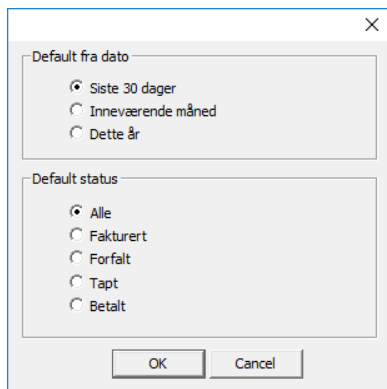 Default fra dato
Siste 30 dager
Inneværende måned
Dette år
Default status
Alle
Fakturert
Forfalt
Tapt
Betalt
OK Cancel